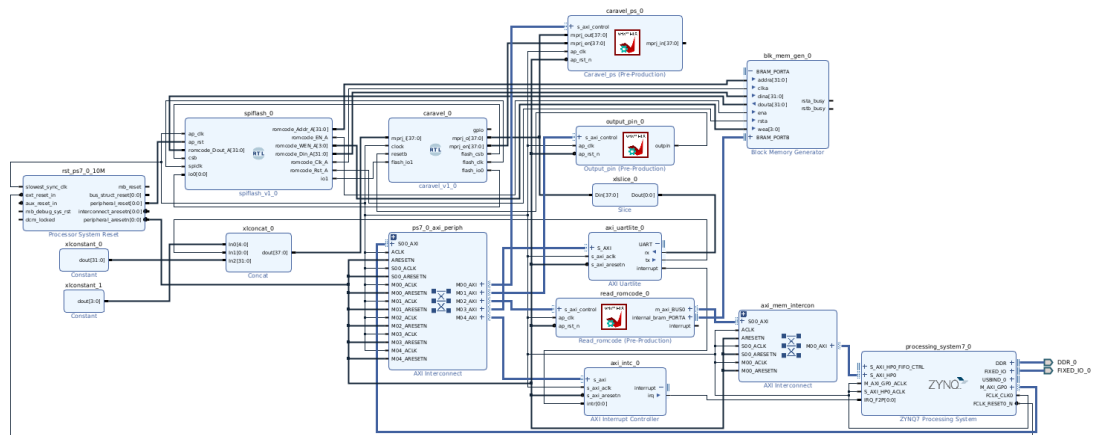 caravel_ps_0
s_axi_control
mprj_out[37:0]
mprj_en[37:0]
ap_clk
ap_rst_n
mprj_in[37:0]
Caravel_ps (Pre-Production)
blk_mem_gen_0
BRAM_PORTA
addra[31:0]
clka
dina[31:0]
douta[31:0]
ena
rsta
wea[3:0]
BRAM_PORTB
rsta_busy
rstb_busy
Block Memory Generator
spiflash_0
ap_clk
ap_rst
romcode_Dout_A[31:0]
csb
spiclk
io0[0:0]
romcode_Addr_A[31:0]
romcode_EN_A
romcode_WEN_A[3:0]
romcode_Din_A[31:0]
romcode_Clk_A
romcode_Rst_A
io1
RTL
spiflash_v1_0
caravel_0
mprj_i[37:0]
clock
resetb
flash_io1
gpio
mprj_o[37:0]
mprj_en[37:0]
flash_csb
flash_clk
flash_io0
RTL
caravel_v1_0
output_pin_0
s_axi_control
ap_clk
ap_rst_n
outpin
Output_pin (Pre-Production)
xlslice_0
Din[37:0]
Dout[0:0]
Slice
rst_ps7_0_10M
slowest_sync_clk
ext_reset_in
aux_reset_in
mb_debug_sys_rst
dcm_locked
mb_reset
bus_struct_reset[0:0]
peripheral_reset[0:0]
interconnect_aresetn[0:0]
peripheral_aresetn[0:0]
Processor System Reset
xlconstant_0
dout[31:0]
Constant
xlconstant_1
dout[3:0]
Constant
xlconcat_0
In1[0:0]
In2[31:0]
dout[37:0]
Concat
ps7_0_axi_periph
S00_AXI
ACLK
ARESETN
S00_ACLK
S00_ARESETN
M00_ACLK
M00_ARESETN
M01_ACLK
M01_ARESETN
M02_ACLK
M02_ARESETN
M03_ACLK
M03_ARESETN
M04_ACLK
M04_ARESETN
M00_AXI
M01_AXI
M02_AXI
M03_AXI
M04_AXI
AXI Interconnect
axi_uartlite_0
S_AXI
s_axi_aclk
s_axi_aresetn
UART
rx
tx
interrupt
AXI Uartlite
read_romcode_0
s_axi_control
ap_clk
ap_rst_n
m_axi_BUS0
internal_bram_PORTA
interrupt
Read_romcode (Pre-Production)
axi_intc_0
s_axi
s_axi_aclk
s_axi_aresetn
intr[0:0]
interrupt
irq
AXI Interrupt Controller
axi_mem_intercon
S00_AXI
ACLK
ARESETN
S00_ACLK
S00_ARESETN
M00_ACLK
M00_ARESETN
M00_AXI
AXI Interconnect
processing_system7_0
S_AXI_HP0_FIFO_CTRL
S_AXI_HP0
M_AXI_GP0_ACLK
S_AXI_HP0_ACLK
IRQ_F2P[0:0]
ZYNQ
DDR
FIXED_IO
USBIND_0
M_AXI_GP0
FCLK_CLK0
FCLK_RESET0_N
ZYNQ7 Processing System
DDR_0
FIXED_IO_0